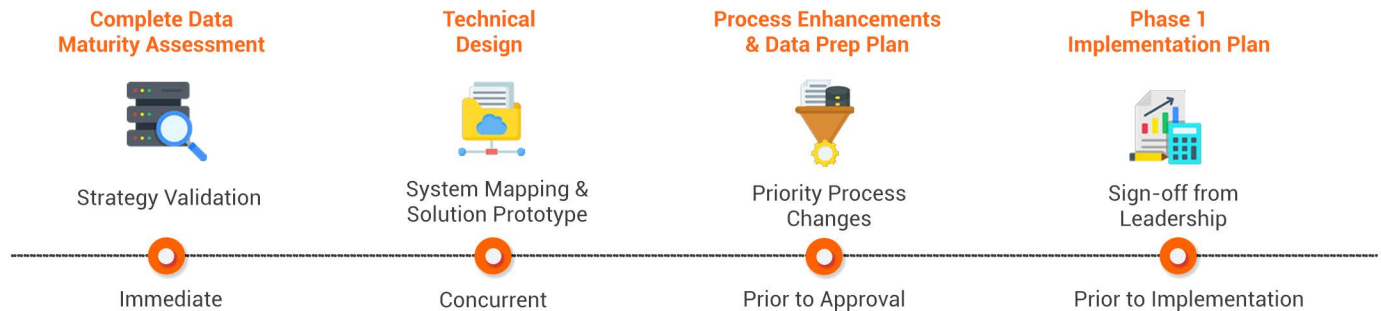 Complete Data
Maturity Assessment
Strategy Validation
Immediate
Technical
Design
System Mapping &
Solution Prototype
Concurrent
Process Enhancements
& Data Prep Plan
Priority Process
Changes
Prior to Approval
Phase 1
Implementation Plan
Sign-off from
Leadership
Prior to Implementation